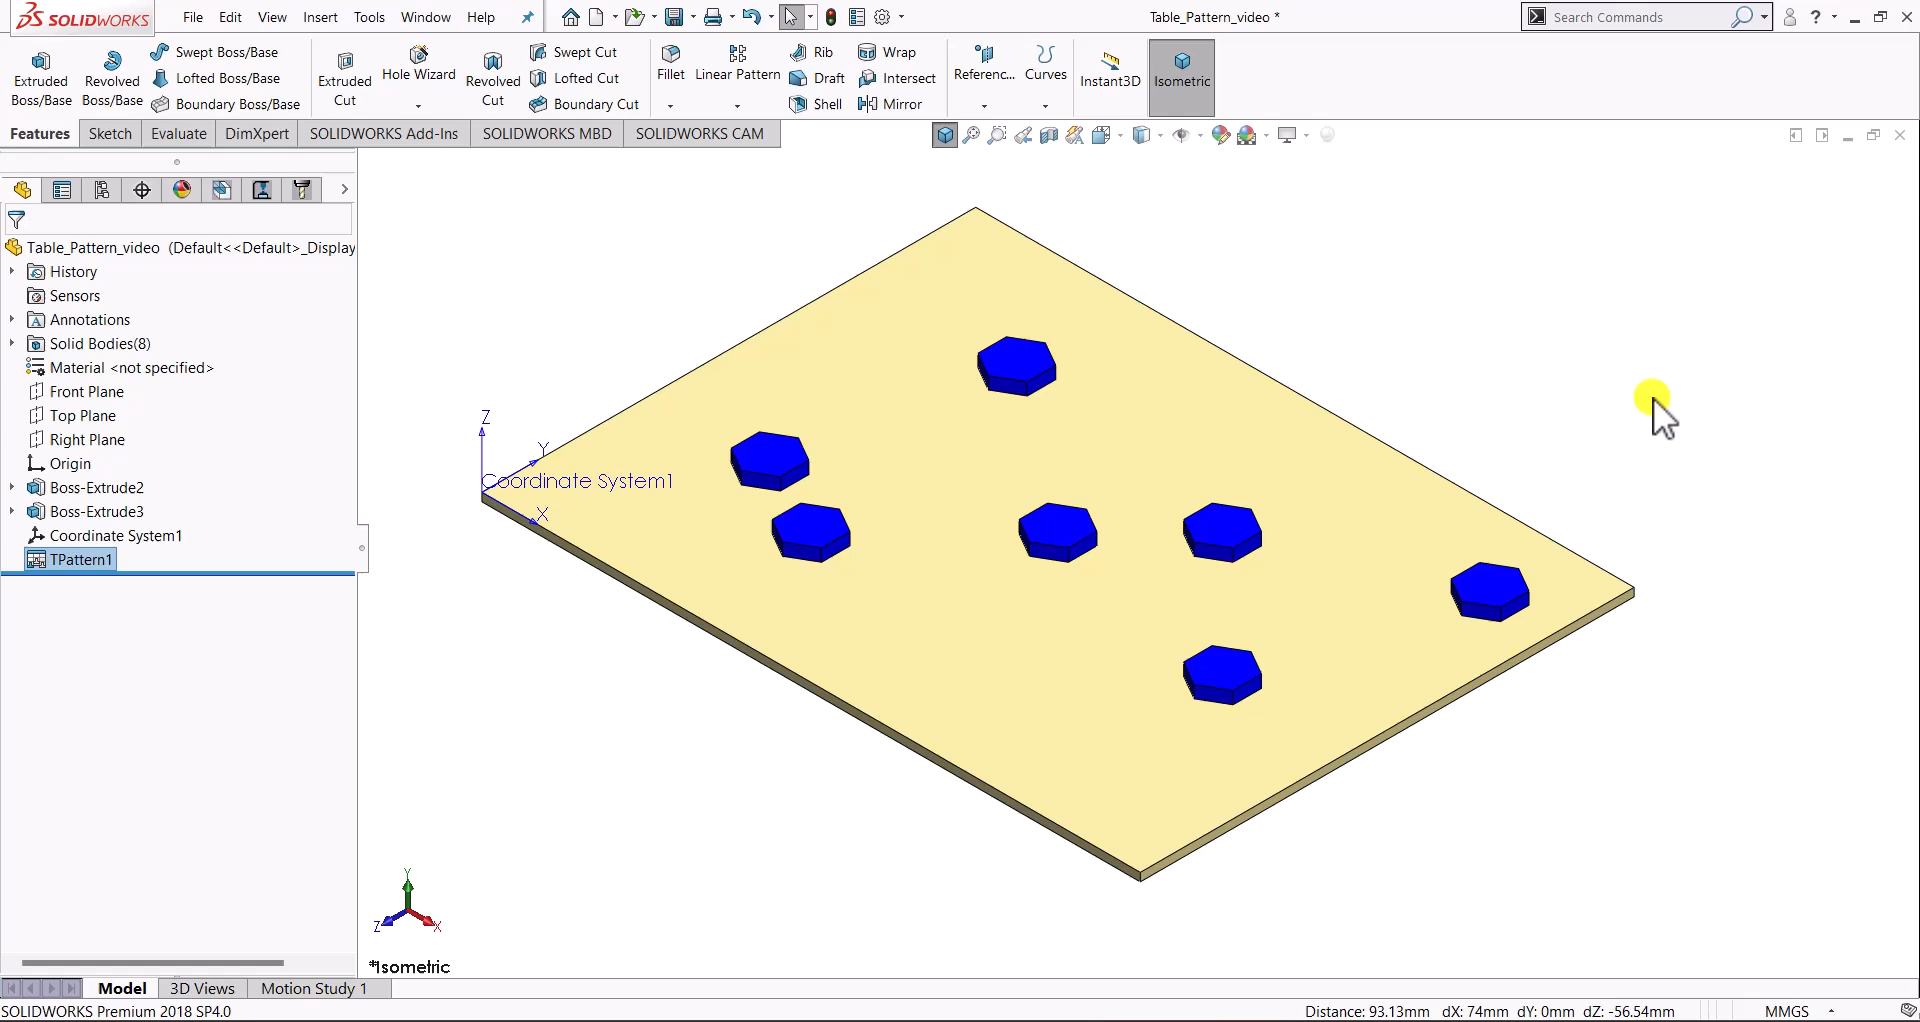 SOLIDWORKS
File Edit View Insert Tools Window Help
Table_Pattern_video *
Search Commands
?
Extruded Boss/Base
Revolved Boss/Base
Swept Boss/Base
Lofted Boss/Base
Boundary Boss/Base
Extruded Cut
Hole Wizard
Revolved Cut
Swept Cut
Lofted Cut
Boundary Cut
Fillet
Linear Pattern
Rib
Draft
Shell
Wrap
Intersect
Mirror
Referenc...
Curves
Instant3D
Isometric
Features Sketch Evaluate DimXpert SOLIDWORKS Add-Ins SOLIDWORKS MBD SOLIDWORKS CAM
Table_Pattern_video (Default<<Default>_Display
History
Sensors
Annotations
Solid Bodies(8)
Material <not specified>
Front Plane
Top Plane
Right Plane
Origin
Boss-Extrude2
Boss-Extrude3
Coordinate System1
TPattern1
Z
Y
Coordinate System1
X
Y
Z
X
*Isometric
Model 3D Views Motion Study 1
SOLIDWORKS Premium 2018 SP4.0
Distance: 93.13mm dX: 74mm dY: 0mm dZ: -56.54mm
MMGS